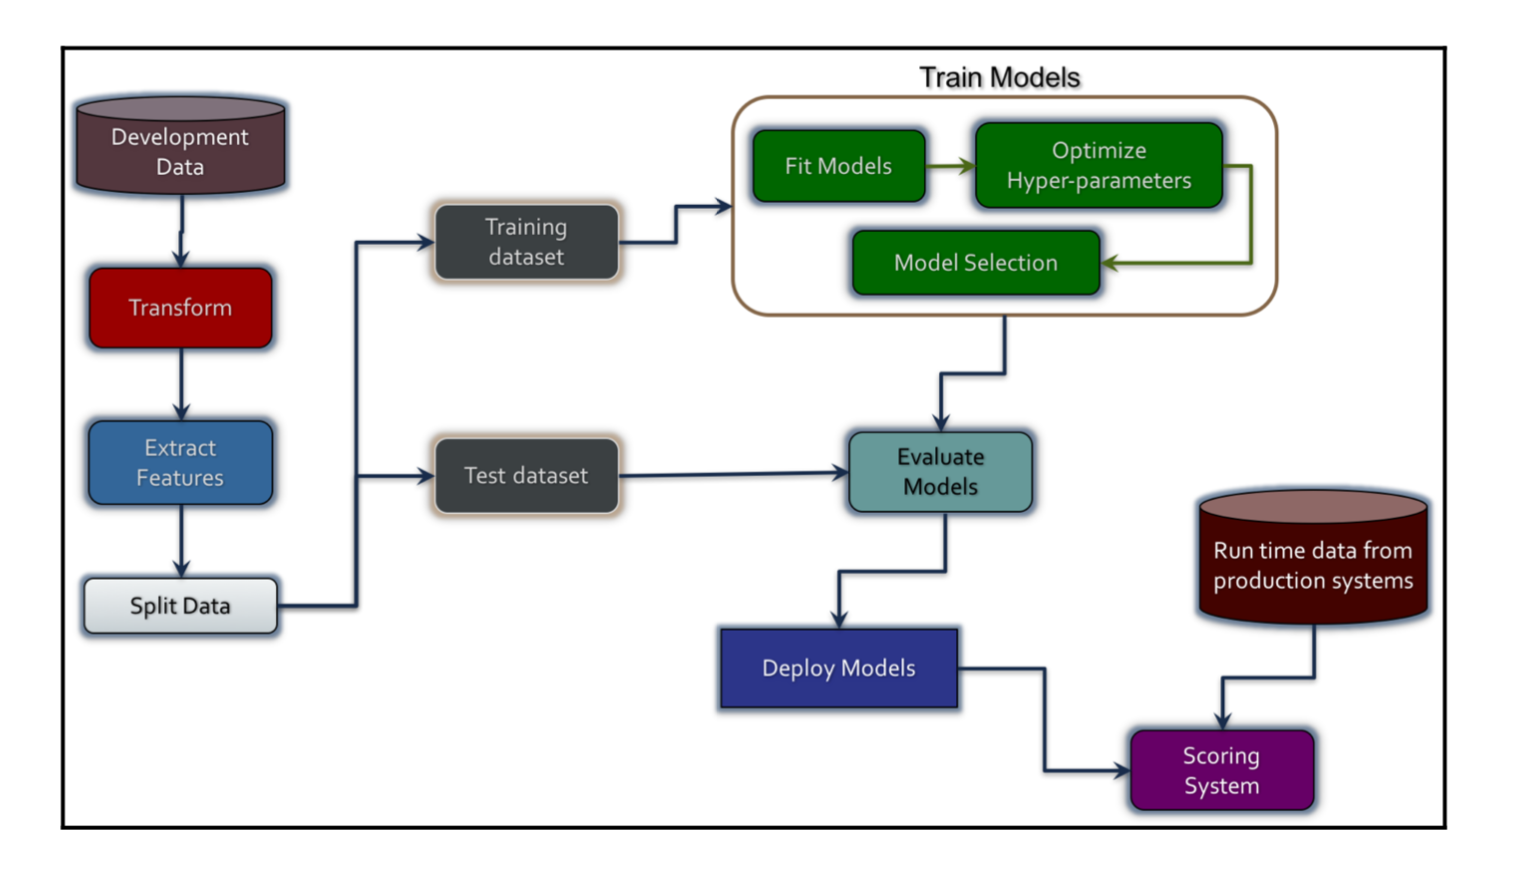 Train Models
Development
Data
Fit Models
Optimize
Hyper-parameters
Training
dataset
Model Selection
Transform
Extract
Features
Test dataset
Evaluate
Models
Run time data from
production systems
Split Data
Deploy Models
Scoring
System